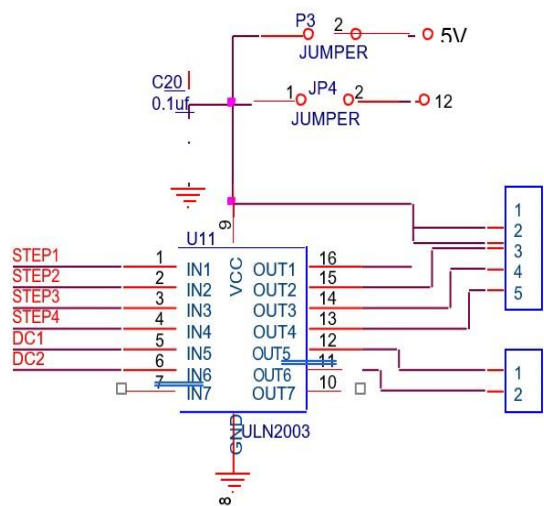 P3
2
5V
JUMPER
C20
0.1uf
1
JP4
2
12
JUMPER
9
U11
VCC
STEP1
1
IN1
OUT1
16
STEP2
2
IN2
OUT2
15
STEP3
3
IN3
OUT3
14
STEP4
4
IN4
OUT4
13
DC1
5
IN5
OUT5
12
DC2
6
IN6
OUT6
11
7
IN7
OUT7
10
GND
ULN2003
8
1
2
3
4
5
1
2